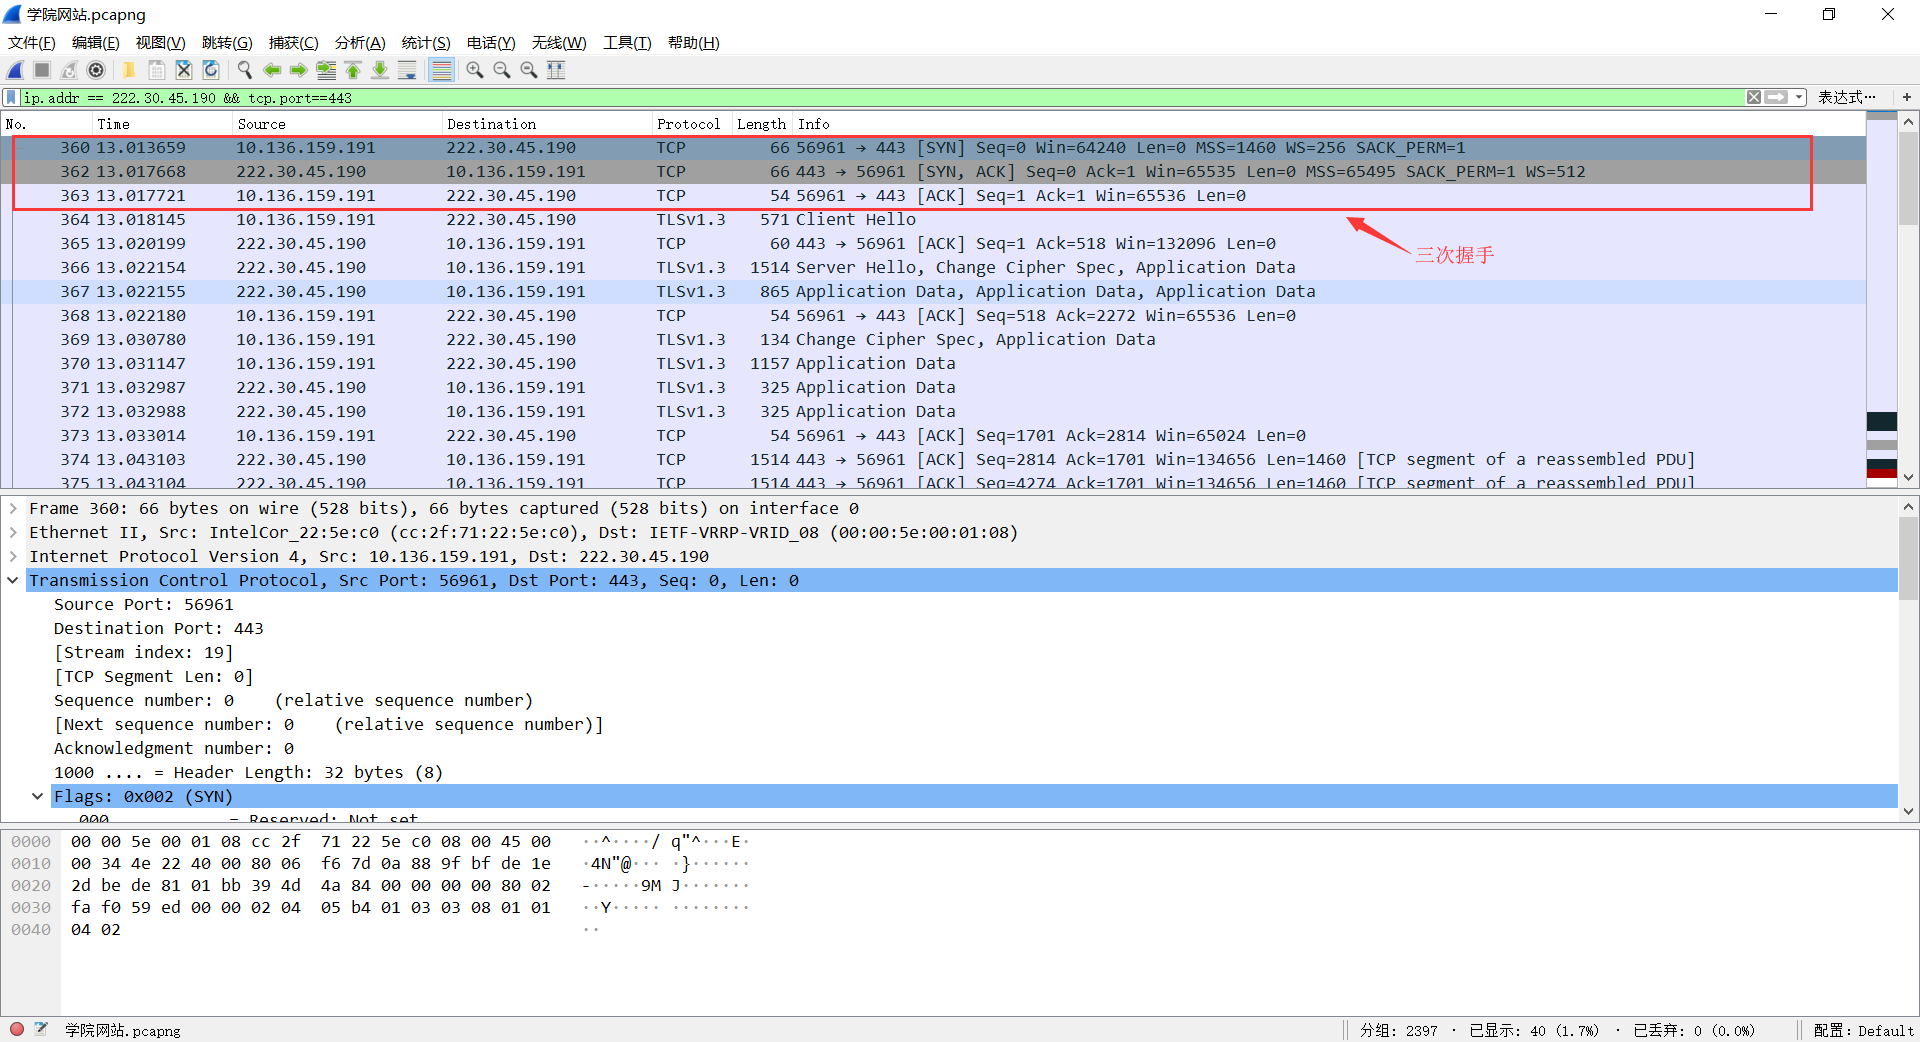 学院网站.pcapng
文件(F) 编辑(E) 视图(V) 跳转(G) 捕获(C) 分析(A) 统计(S) 电话(Y) 无线(W) 工具(T) 帮助(H)
ip.addr == 222.30.45.190 && tcp.port==443 表达式… +
No. Time Source Destination Protocol Length Info
360 13.013659 10.136.159.191 222.30.45.190 TCP 66 56961 → 443 [SYN] Seq=0 Win=64240 Len=0 MSS=1460 WS=256 SACK_PERM=1
362 13.017668 222.30.45.190 10.136.159.191 TCP 66 443 → 56961 [SYN, ACK] Seq=0 Ack=1 Win=65535 Len=0 MSS=65495 SACK_PERM=1 WS=512
363 13.017721 10.136.159.191 222.30.45.190 TCP 54 56961 → 443 [ACK] Seq=1 Ack=1 Win=65536 Len=0
364 13.018145 10.136.159.191 222.30.45.190 TLSv1.3 571 Client Hello
365 13.020199 222.30.45.190 10.136.159.191 TCP 60 443 → 56961 [ACK] Seq=1 Ack=518 Win=132096 Len=0
三次握手
366 13.022154 222.30.45.190 10.136.159.191 TLSv1.3 1514 Server Hello, Change Cipher Spec, Application Data
367 13.022155 222.30.45.190 10.136.159.191 TLSv1.3 865 Application Data, Application Data, Application Data
368 13.022180 10.136.159.191 222.30.45.190 TCP 54 56961 → 443 [ACK] Seq=518 Ack=2272 Win=65536 Len=0
369 13.030780 10.136.159.191 222.30.45.190 TLSv1.3 134 Change Cipher Spec, Application Data
370 13.031147 10.136.159.191 222.30.45.190 TLSv1.3 1157 Application Data
371 13.032987 222.30.45.190 10.136.159.191 TLSv1.3 325 Application Data
372 13.032988 222.30.45.190 10.136.159.191 TLSv1.3 325 Application Data
373 13.033014 10.136.159.191 222.30.45.190 TCP 54 56961 → 443 [ACK] Seq=1701 Ack=2814 Win=65024 Len=0
374 13.043103 222.30.45.190 10.136.159.191 TCP 1514 443 → 56961 [ACK] Seq=2814 Ack=1701 Win=134656 Len=1460 [TCP segment of a reassembled PDU]
375 13.043104 222.30.45.190 10.136.159.191 TCP 1514 443 → 56961 [ACK] Seq=4274 Ack=1701 Win=134656 Len=1460 [TCP segment of a reassembled PDU]
Frame 360: 66 bytes on wire (528 bits), 66 bytes captured (528 bits) on interface 0
Ethernet II, Src: IntelCor_22:5e:c0 (cc:2f:71:22:5e:c0), Dst: IETF-VRRP-VRID_08 (00:00:5e:00:01:08)
Internet Protocol Version 4, Src: 10.136.159.191, Dst: 222.30.45.190
Transmission Control Protocol, Src Port: 56961, Dst Port: 443, Seq: 0, Len: 0
Source Port: 56961
Destination Port: 443
[Stream index: 19]
[TCP Segment Len: 0]
Sequence number: 0 (relative sequence number)
[Next sequence number: 0 (relative sequence number)]
Acknowledgment number: 0
1000 .... = Header Length: 32 bytes (8)
Flags: 0x002 (SYN)
000. .... .... = Reserved: Not set
0000 00 00 5e 00 01 08 cc 2f 71 22 5e c0 08 00 45 00 ··^····/ q"^···E·
0010 00 34 4e 22 40 00 80 06 f6 7d 0a 88 9f bf de 1e ·4N"@··· ·}······
0020 2d be de 81 01 bb 39 4d 4a 84 00 00 00 00 80 02 -·····9M J·······
0030 fa f0 59 ed 00 00 02 04 05 b4 01 03 03 08 01 01 ··Y····· ········
0040 04 02 ··
学院网站.pcapng 分组: 2397 · 已显示: 40 (1.7%) · 已丢弃: 0 (0.0%) 配置: Default